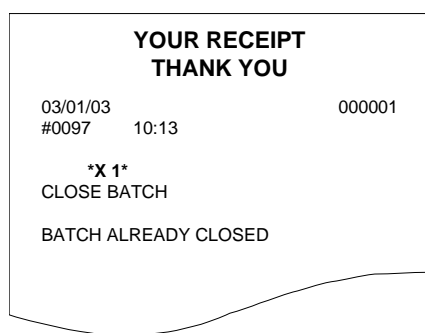 YOUR RECEIPT
THANK YOU
03/01/03 000001
#0097 10:13
*X 1*
CLOSE BATCH
BATCH ALREADY CLOSED